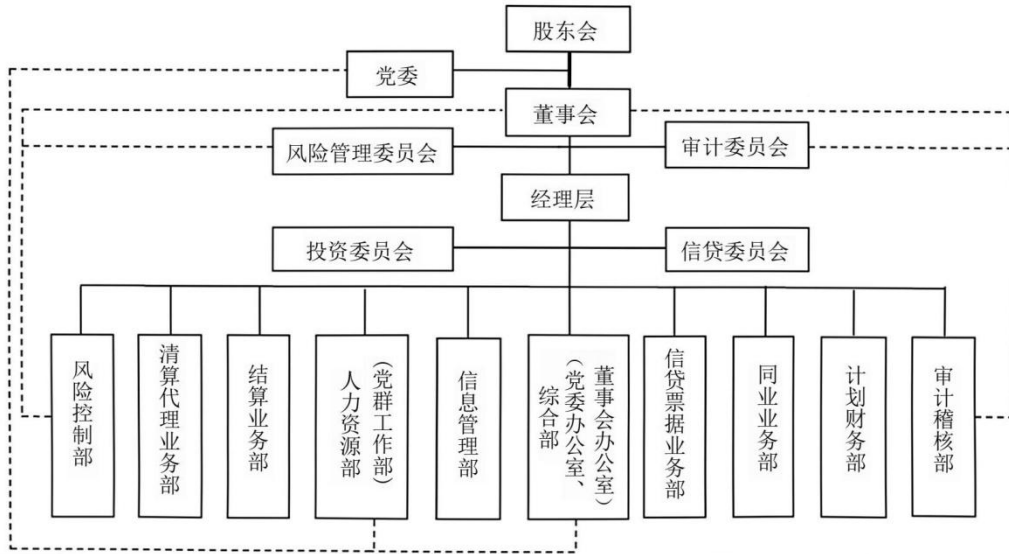 股东会
党委
董事会
风险管理委员会
审计委员会
经理层
投资委员会
信贷委员会
风险控制部
清算代理业务部
结算业务部
人力资源部
（党群工作部）
信息管理部
综合部
（党委办公室、
董事会办公室）
信贷票据业务部
同业业务部
计划财务部
审计稽核部